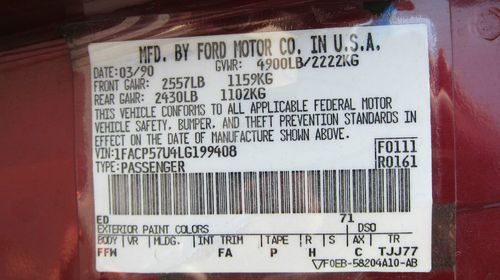 MFD. BY FORD MOTOR CO. IN U.S.A.
DATE: 03/90 GVWR: 4900LB/2222KG
FRONT GAWR: 2557LB 1159KG
REAR GAWR: 2430LB 1102KG
THIS VEHICLE CONFORMS TO ALL APPLICABLE FEDERAL MOTOR
VEHICLE SAFETY, BUMPER, AND THEFT PREVENTION STANDARDS IN
EFFECT ON THE DATE OF MANUFACTURE SHOWN ABOVE.
VIN: 1FACP57U4LG199408 F0111
TYPE: PASSENGER R0161
ED 71
EXTERIOR PAINT COLORS DSO
BODY VR MLDG. INT TRIM TAPE R S AX TR
FFW FA P H C TJJ77
F0EB-58204A10-AB